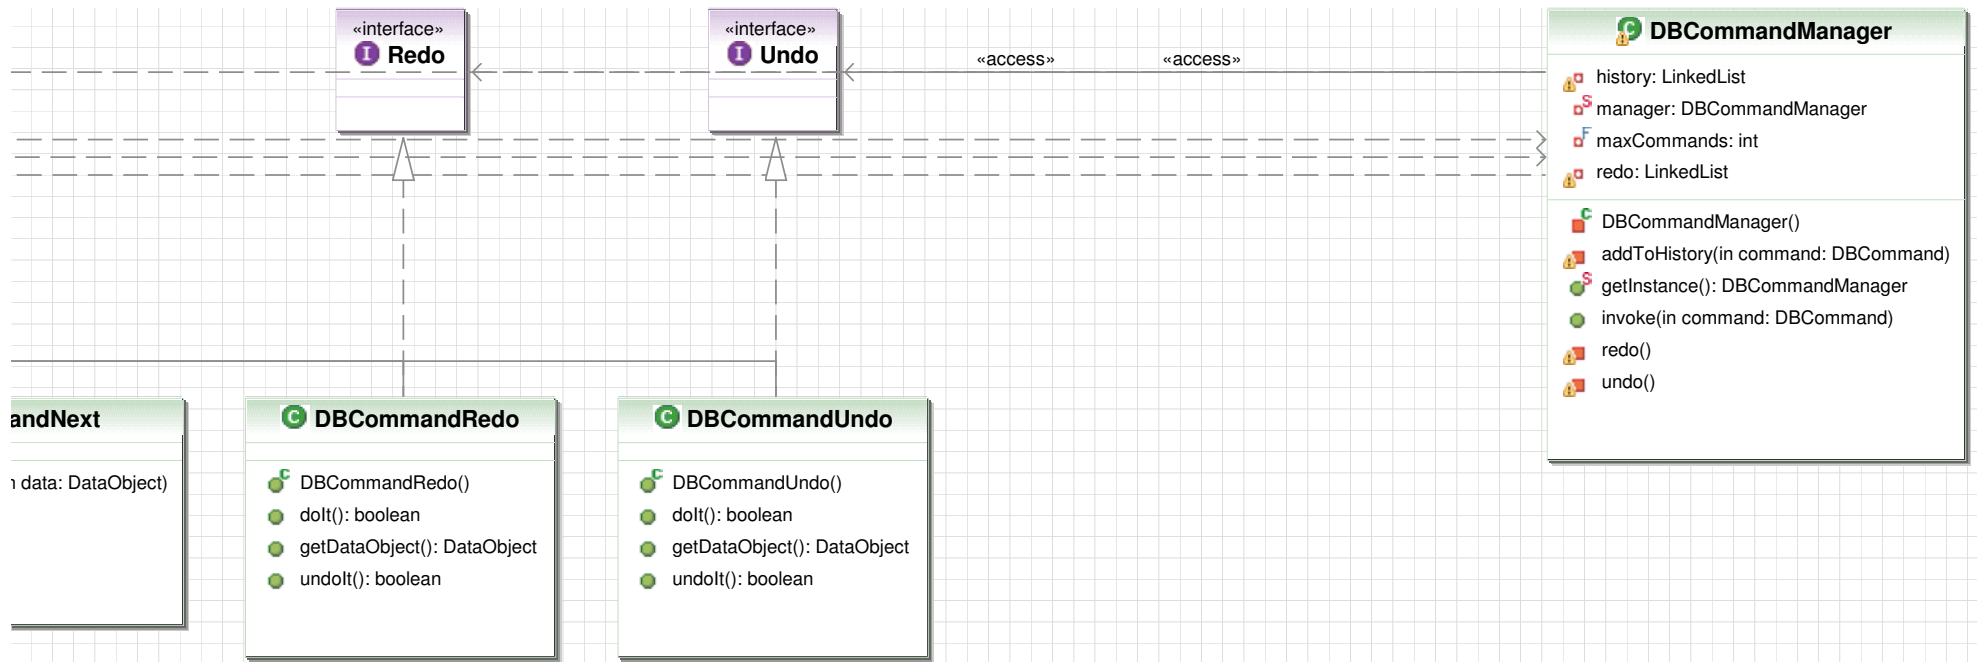 «interface»
Redo
«interface»
Undo
«access»
«access»
DBCommandManager
history: LinkedList
manager: DBCommandManager
maxCommands: int
redo: LinkedList
DBCommandManager()
addToHistory(in command: DBCommand)
getInstance(): DBCommandManager
invoke(in command: DBCommand)
redo()
undo()
andNext
n data: DataObject)
DBCommandRedo
DBCommandRedo()
doIt(): boolean
getDataObject(): DataObject
undoIt(): boolean
DBCommandUndo
DBCommandUndo()
doIt(): boolean
getDataObject(): DataObject
undoIt(): boolean